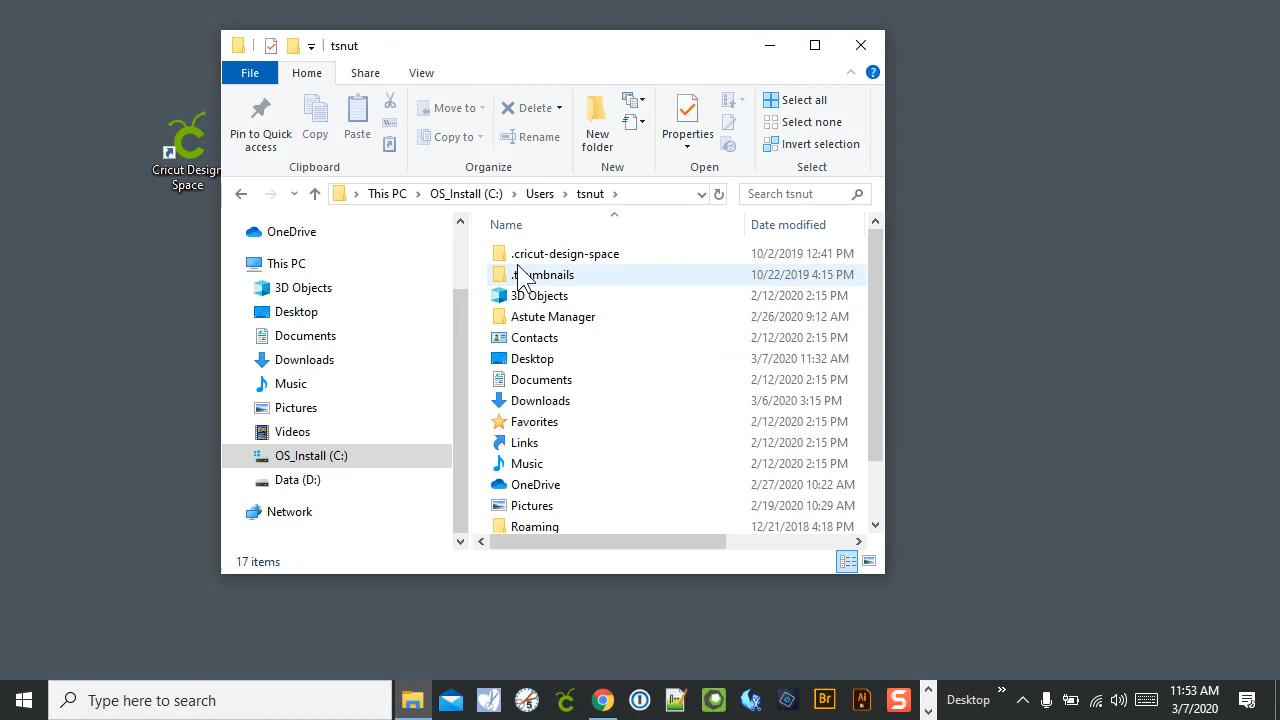 tsnut
File
Home
Share
View
Pin to Quick
access
Copy
Paste
Clipboard
Move to
Copy to
Delete
Rename
Organize
New
folder
New
Properties
Open
Select all
Select none
Invert selection
Select
This PC
OS_Install (C:)
Users
tsnut
Search tsnut
Cricut Design
Space
OneDrive
This PC
3D Objects
Desktop
Documents
Downloads
Music
Pictures
Videos
OS_Install (C:)
Data (D:)
Network
Name Date modified
.cricut-design-space 10/2/2019 12:41 PM
.thumbnails 10/22/2019 4:15 PM
3D Objects 2/12/2020 2:15 PM
Astute Manager 2/26/2020 9:12 AM
Contacts 2/12/2020 2:15 PM
Desktop 3/7/2020 11:32 AM
Documents 2/12/2020 2:15 PM
Downloads 3/6/2020 3:15 PM
Favorites 2/12/2020 2:15 PM
Links 2/12/2020 2:15 PM
Music 2/12/2020 2:15 PM
OneDrive 2/27/2020 10:22 AM
Pictures 2/19/2020 10:29 AM
Roaming 12/21/2018 4:18 PM
17 items
Type here to search
Br
Ai
S
Desktop
11:53 AM
3/7/2020